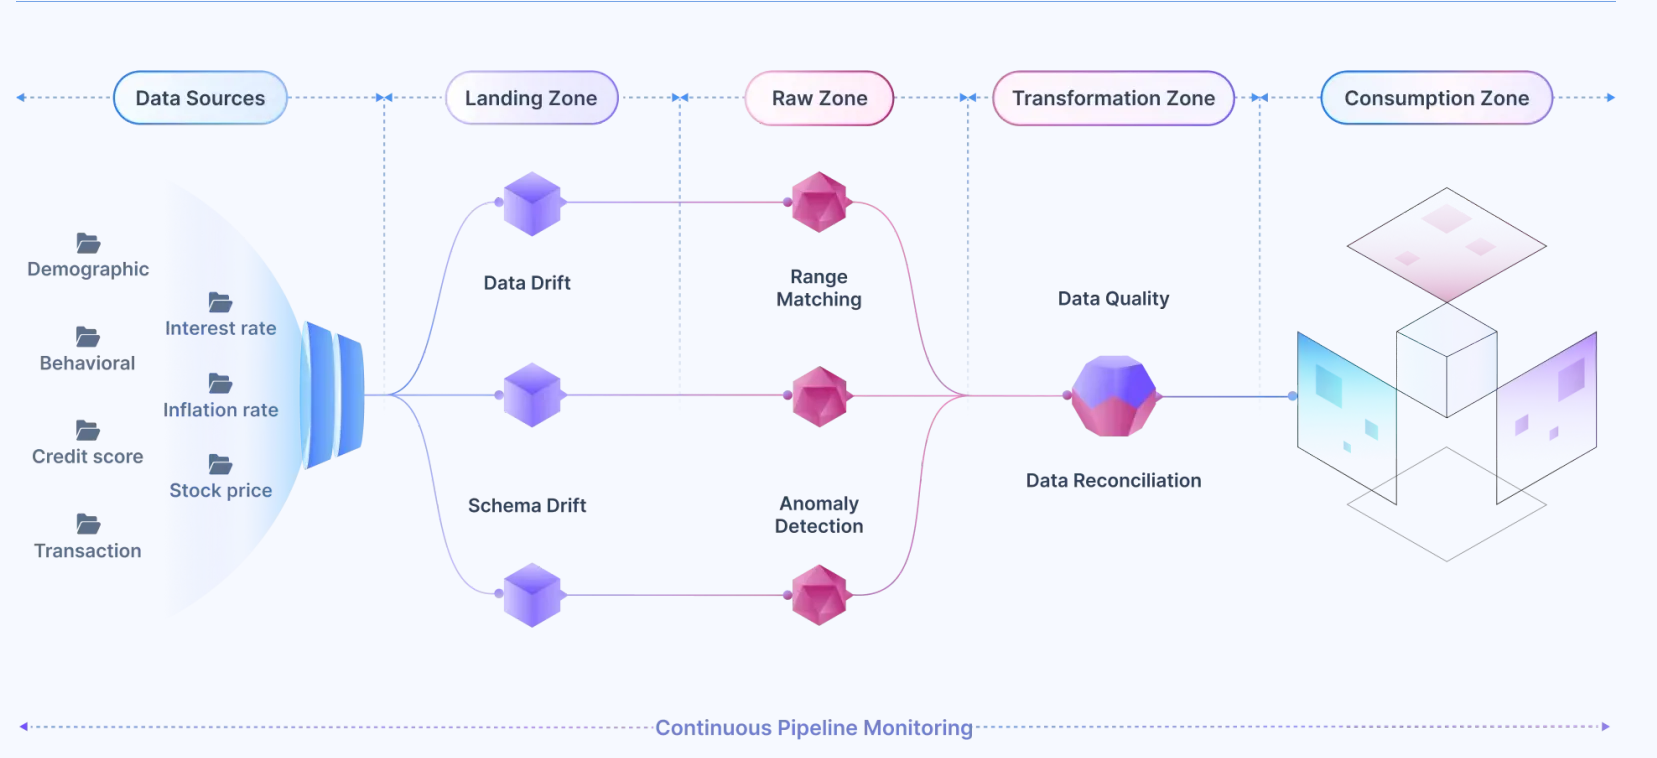 Data Sources
Landing Zone
Raw Zone
Transformation Zone
Consumption Zone
Demographic
Behavioral
Credit score
Transaction
Interest rate
Inflation rate
Stock price
Data Drift
Schema Drift
Range
Matching
Anomaly
Detection
Data Quality
Data Reconciliation
Continuous Pipeline Monitoring